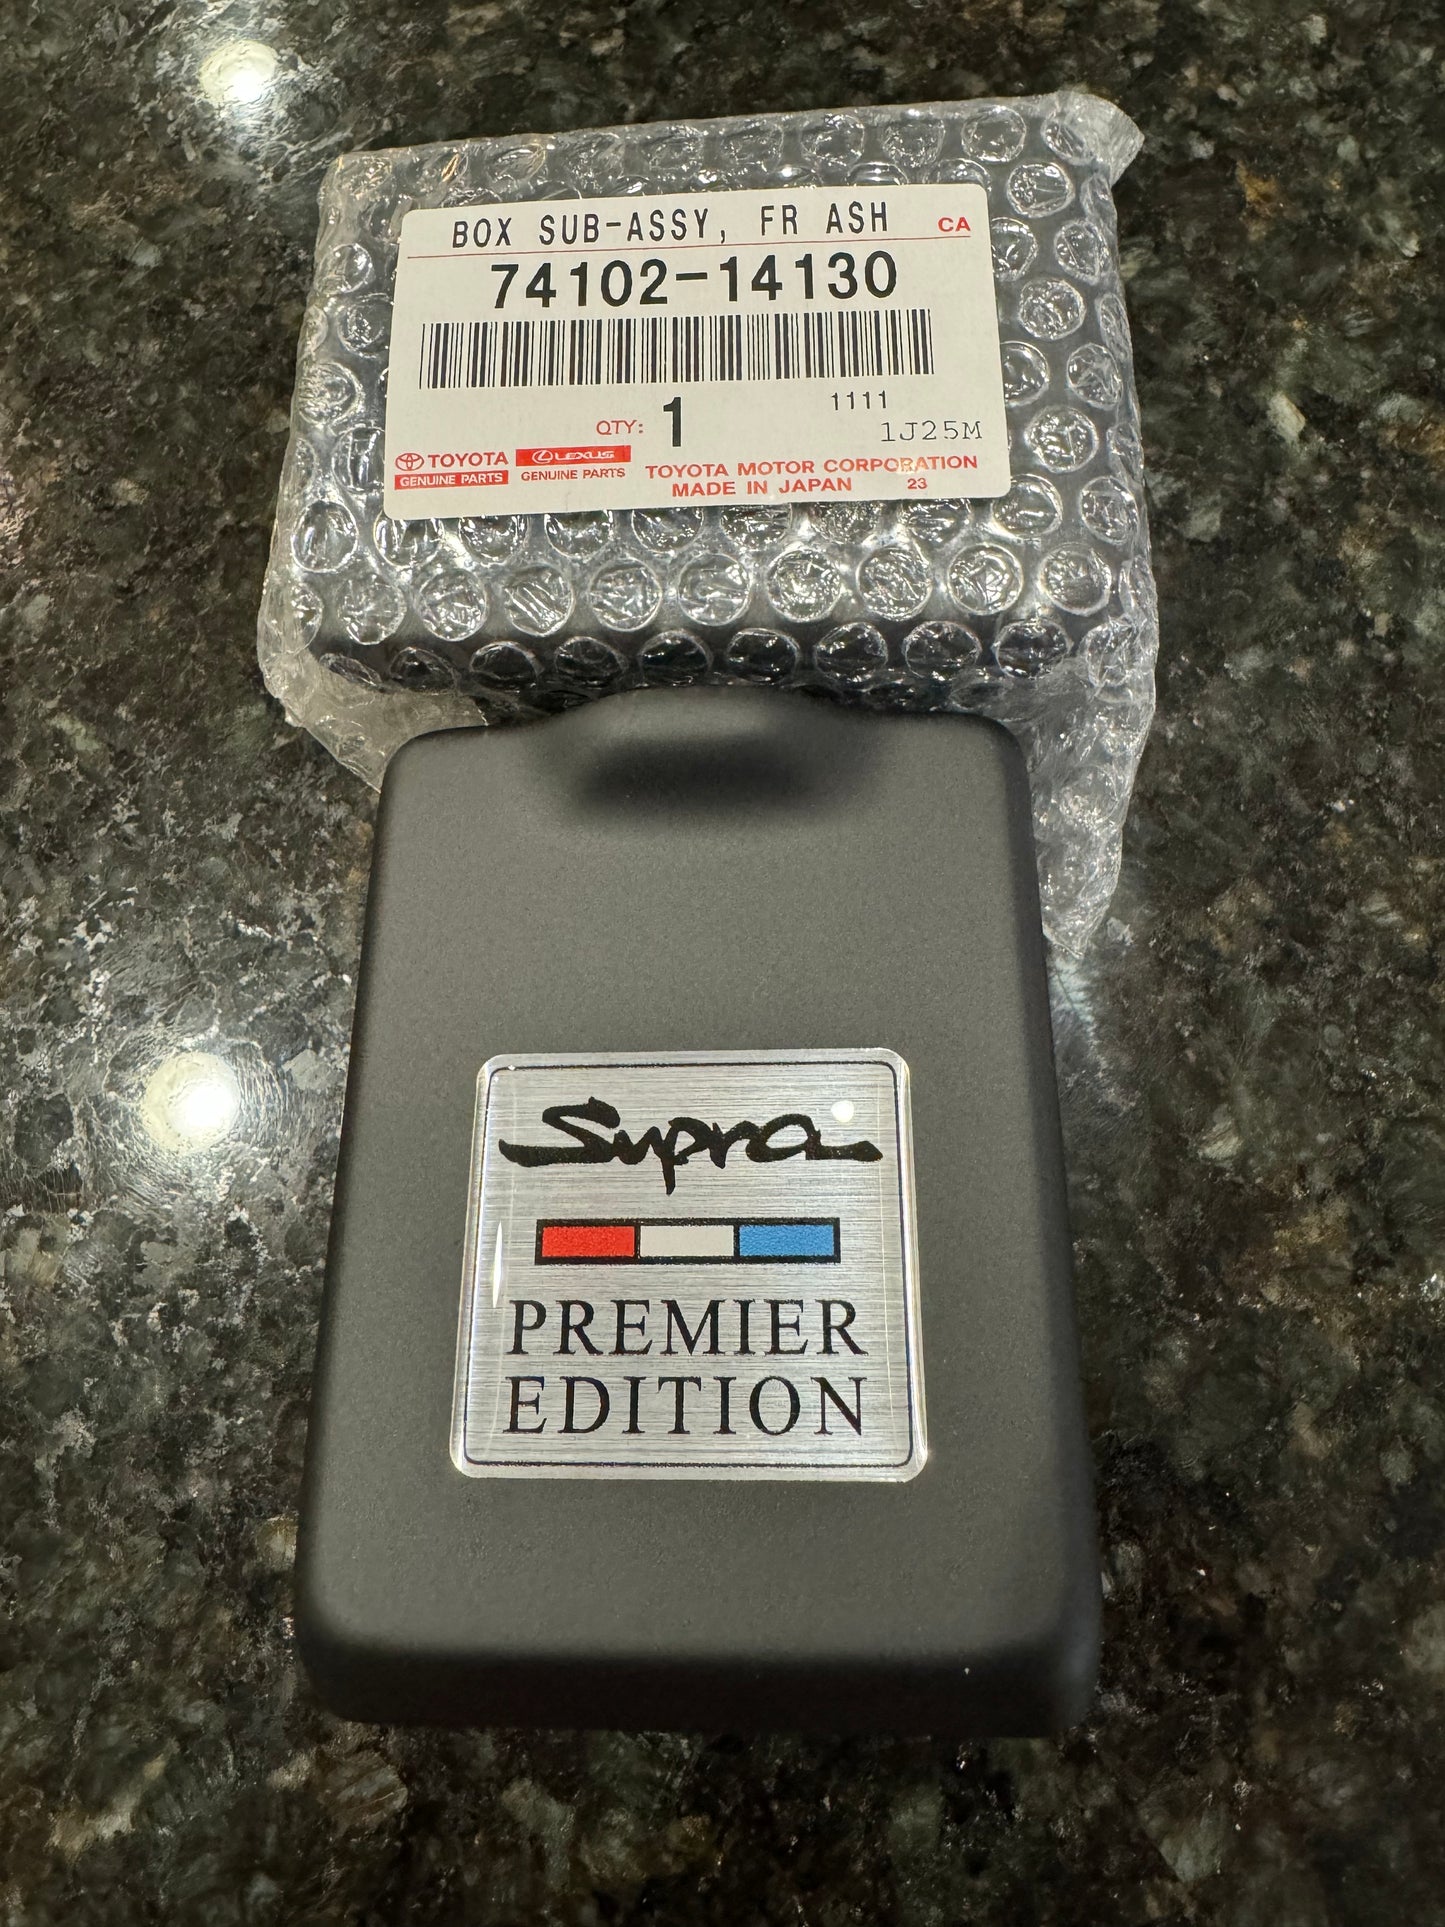 BOX SUB-ASSY, FR ASH CA
74102-14130
1111
QTY: 1
1J25M
TOYOTA LEXUS
GENUINE PARTS GENUINE PARTS
TOYOTA MOTOR CORPORATION
MADE IN JAPAN 23
Supra
PREMIER
EDITION